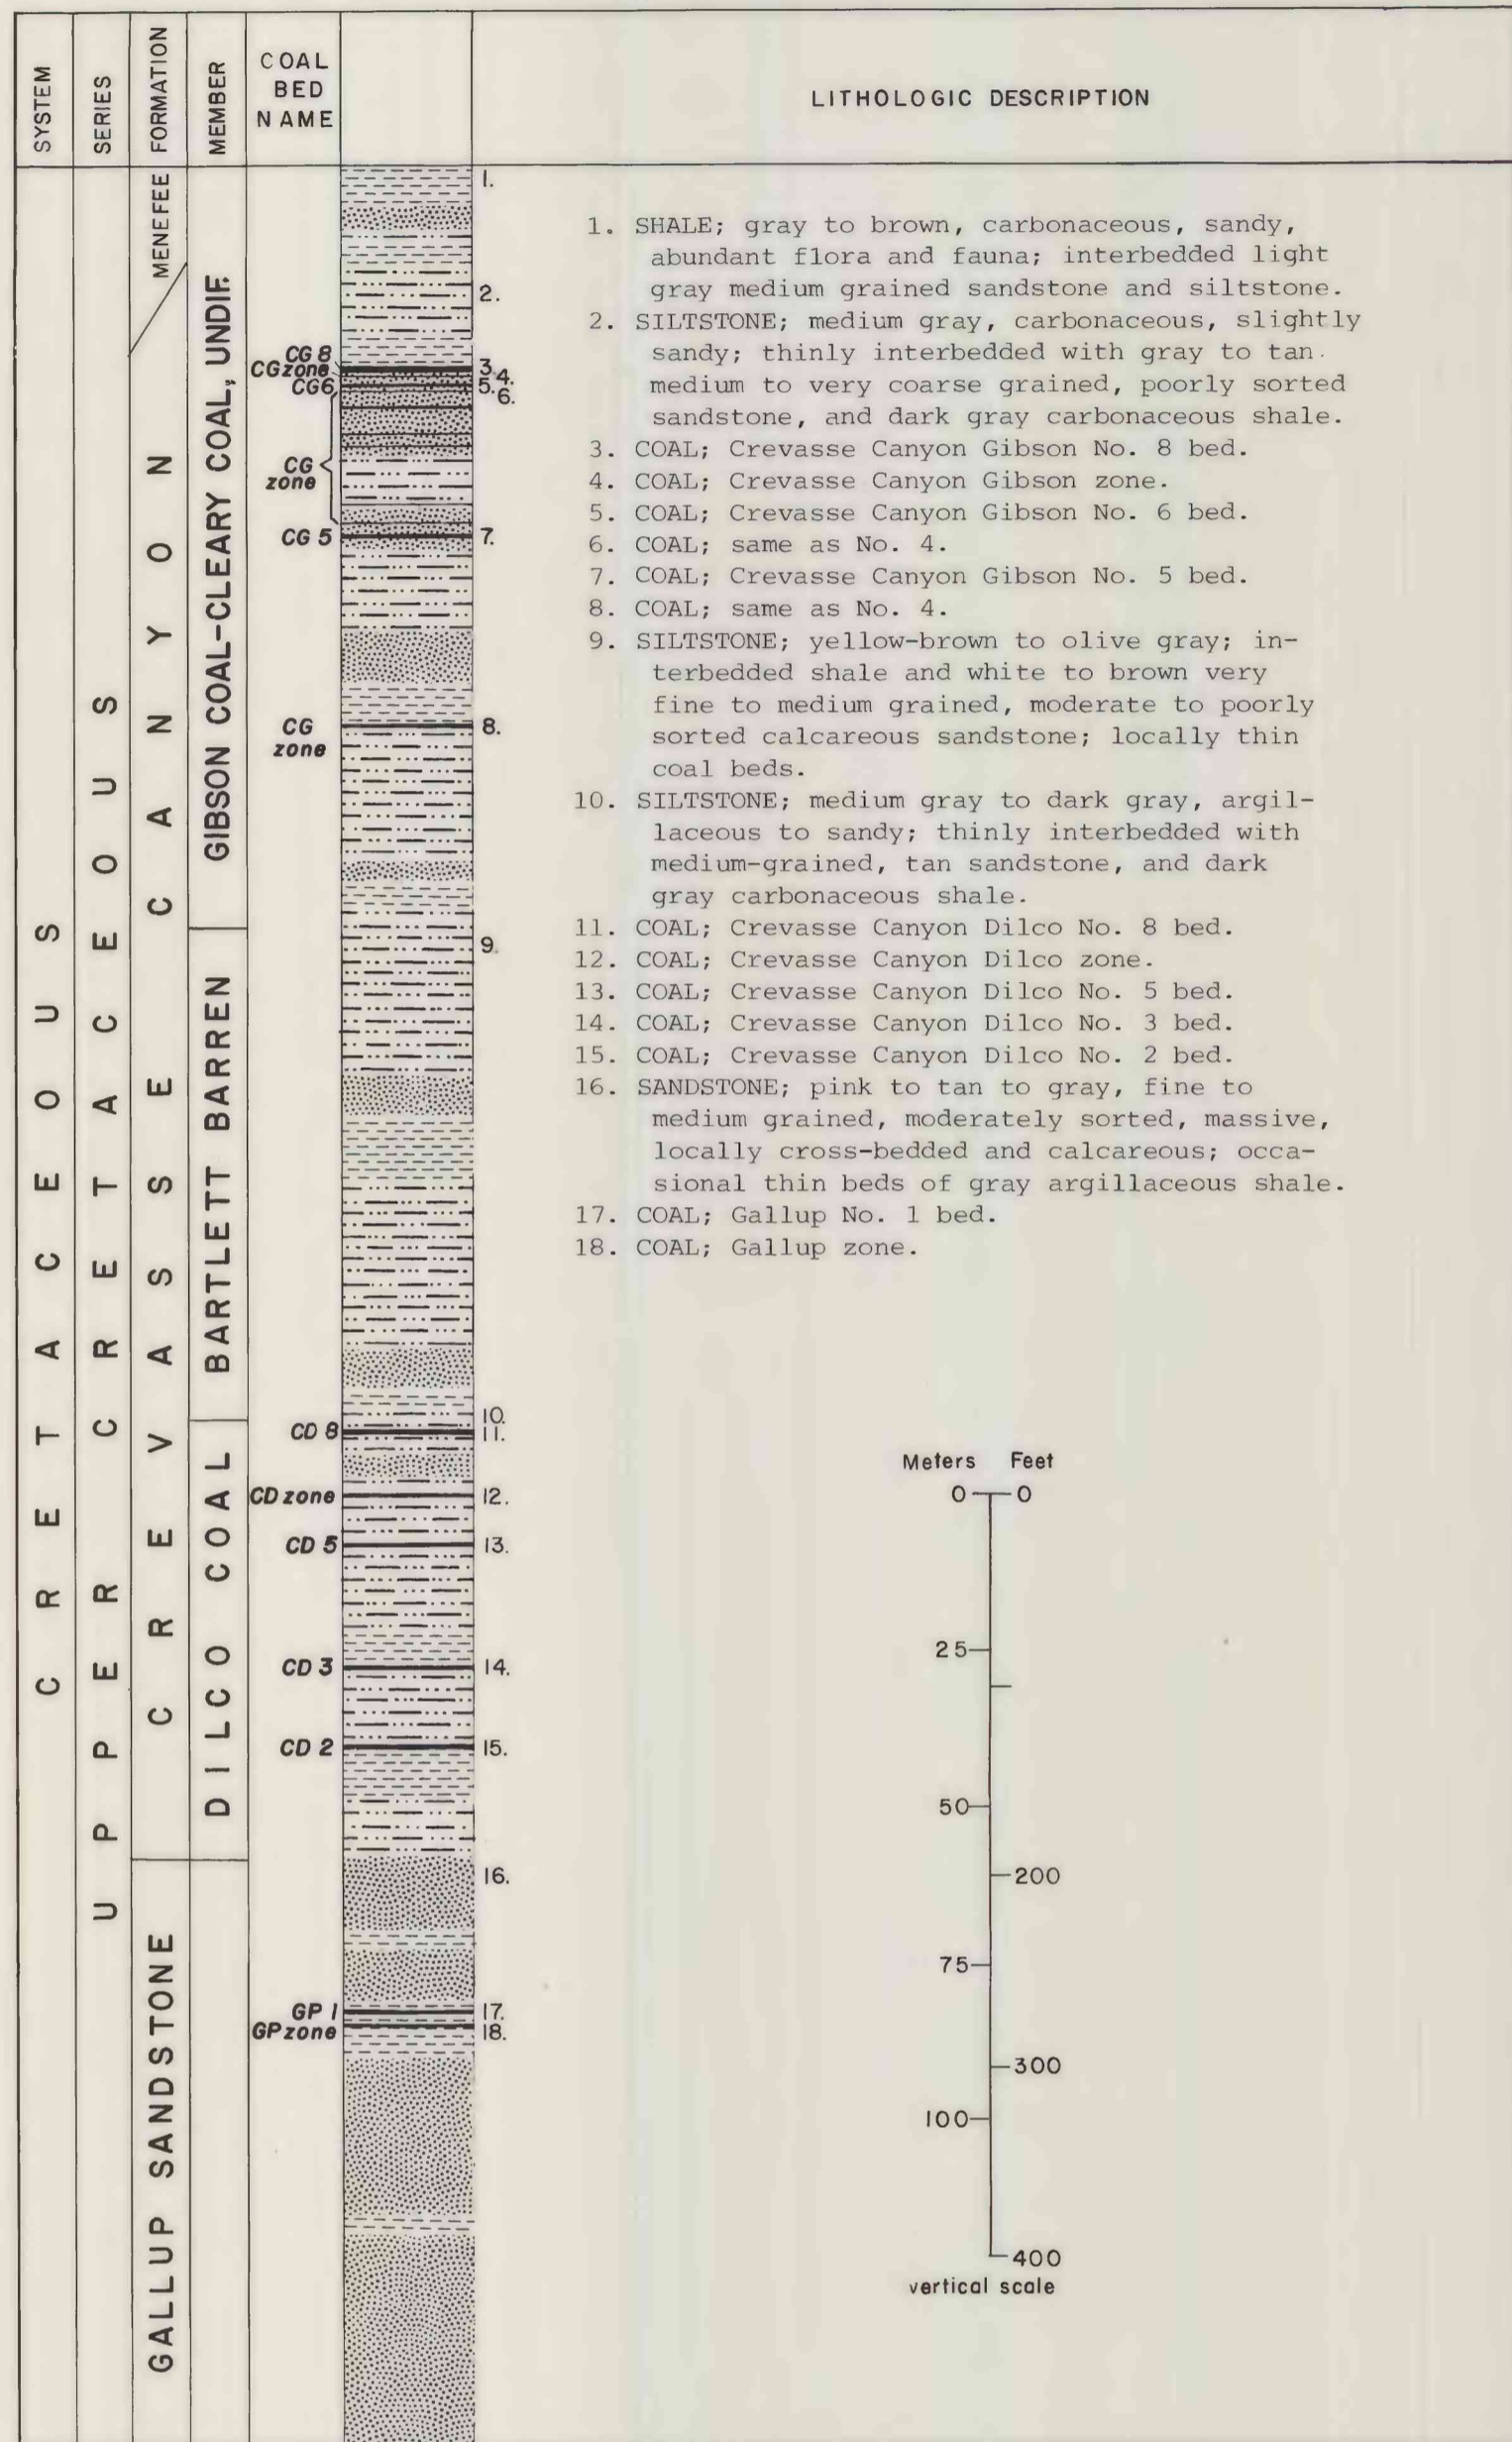 SYSTEM
SERIES
FORMATION
MEMBER
COAL
BED
NAME
LITHOLOGIC DESCRIPTION
CRETACEOUS
UPPER CRETACEOUS
MENEFEE
CREVASSE CANYON
GALLUP SANDSTONE
GIBSON COAL-CLEARY COAL, UNDIF.
BARTLETT BARREN
DILCO COAL
CG 8
CG zone
CG6
CG
zone
CG 5
CG
zone
CD 8
CD zone
CD 5
CD 3
CD 2
GP 1
GP zone
1.
2.
3.
4.
5.
6.
7.
8.
9.
10.
11.
12.
13.
14.
15.
16.
17.
18.
1. SHALE; gray to brown, carbonaceous, sandy,
abundant flora and fauna; interbedded light
gray medium grained sandstone and siltstone.
2. SILTSTONE; medium gray, carbonaceous, slightly
sandy; thinly interbedded with gray to tan
medium to very coarse grained, poorly sorted
sandstone, and dark gray carbonaceous shale.
3. COAL; Crevasse Canyon Gibson No. 8 bed.
4. COAL; Crevasse Canyon Gibson zone.
5. COAL; Crevasse Canyon Gibson No. 6 bed.
6. COAL; same as No. 4.
7. COAL; Crevasse Canyon Gibson No. 5 bed.
8. COAL; same as No. 4.
9. SILTSTONE; yellow-brown to olive gray; in-
terbedded shale and white to brown very
fine to medium grained, moderate to poorly
sorted calcareous sandstone; locally thin
coal beds.
10. SILTSTONE; medium gray to dark gray, argil-
laceous to sandy; thinly interbedded with
medium-grained, tan sandstone, and dark
gray carbonaceous shale.
11. COAL; Crevasse Canyon Dilco No. 8 bed.
12. COAL; Crevasse Canyon Dilco zone.
13. COAL; Crevasse Canyon Dilco No. 5 bed.
14. COAL; Crevasse Canyon Dilco No. 3 bed.
15. COAL; Crevasse Canyon Dilco No. 2 bed.
16. SANDSTONE; pink to tan to gray, fine to
medium grained, moderately sorted, massive,
locally cross-bedded and calcareous; occa-
sional thin beds of gray argillaceous shale.
17. COAL; Gallup No. 1 bed.
18. COAL; Gallup zone.
Meters Feet
0 0
25
50
200
75
300
100
400
vertical scale